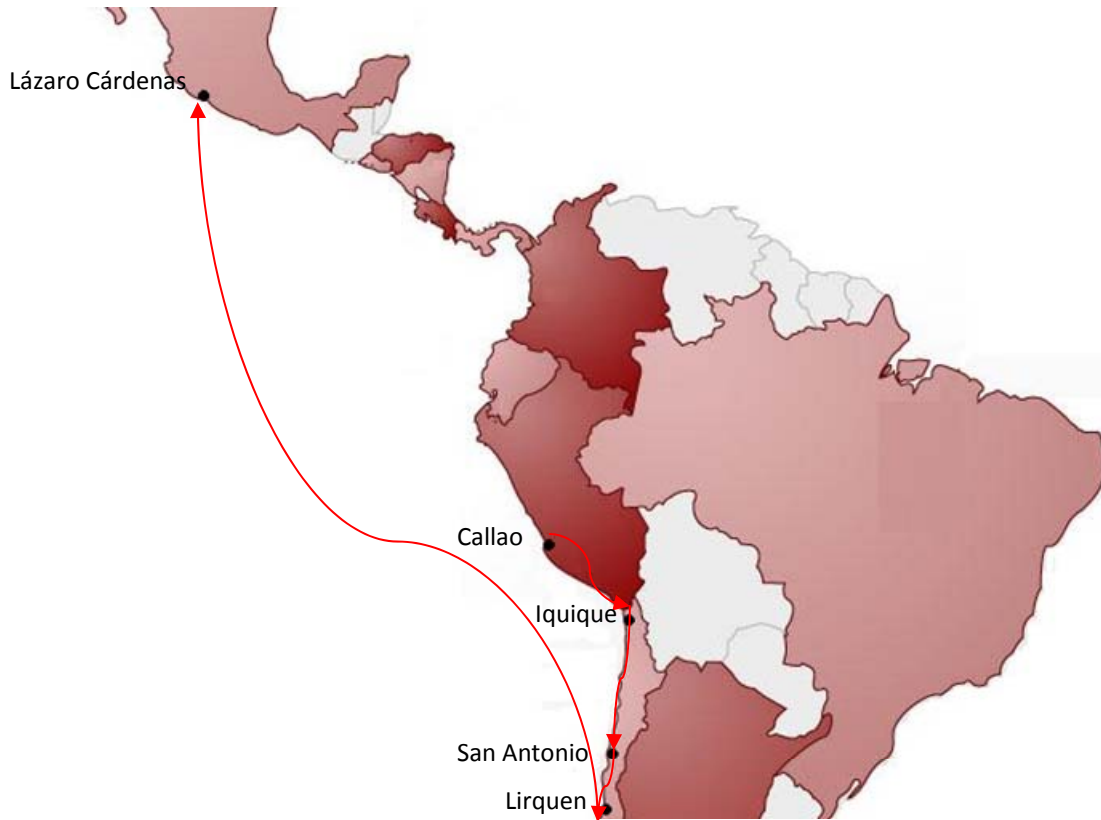 Lázaro Cárdenas
Callao
Iquique
San Antonio
Lirquen